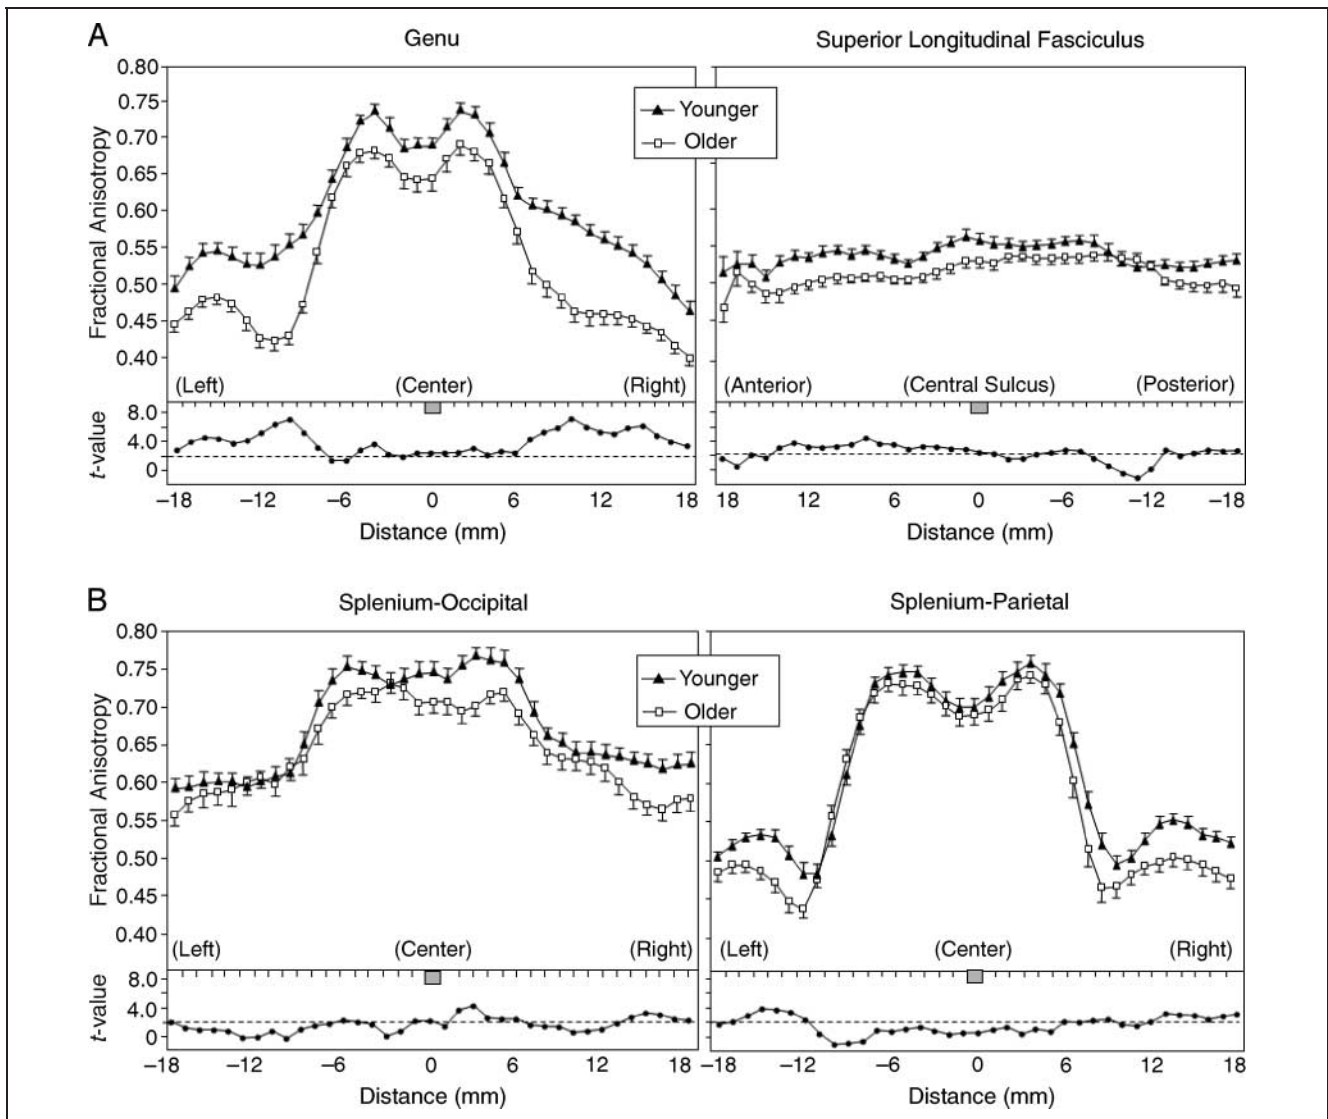 A
Genu
Superior Longitudinal Fasciculus
0.80
0.75
0.70
0.65
0.60
0.55
0.50
0.45
0.40
Fractional Anisotropy
Younger
Older
(Left)
(Center)
(Right)
(Anterior)
(Central Sulcus)
(Posterior)
8.0
4.0
0
t-value
–18
–12
–6
0
6
12
18
18
12
6
0
–6
–12
–18
Distance (mm)
Distance (mm)
B
Splenium-Occipital
Splenium-Parietal
0.80
0.75
0.70
0.65
0.60
0.55
0.50
0.45
0.40
Fractional Anisotropy
Younger
Older
(Left)
(Center)
(Right)
(Left)
(Center)
(Right)
8.0
4.0
0
t-value
–18
–12
–6
0
6
12
18
–18
–12
–6
0
6
12
18
Distance (mm)
Distance (mm)